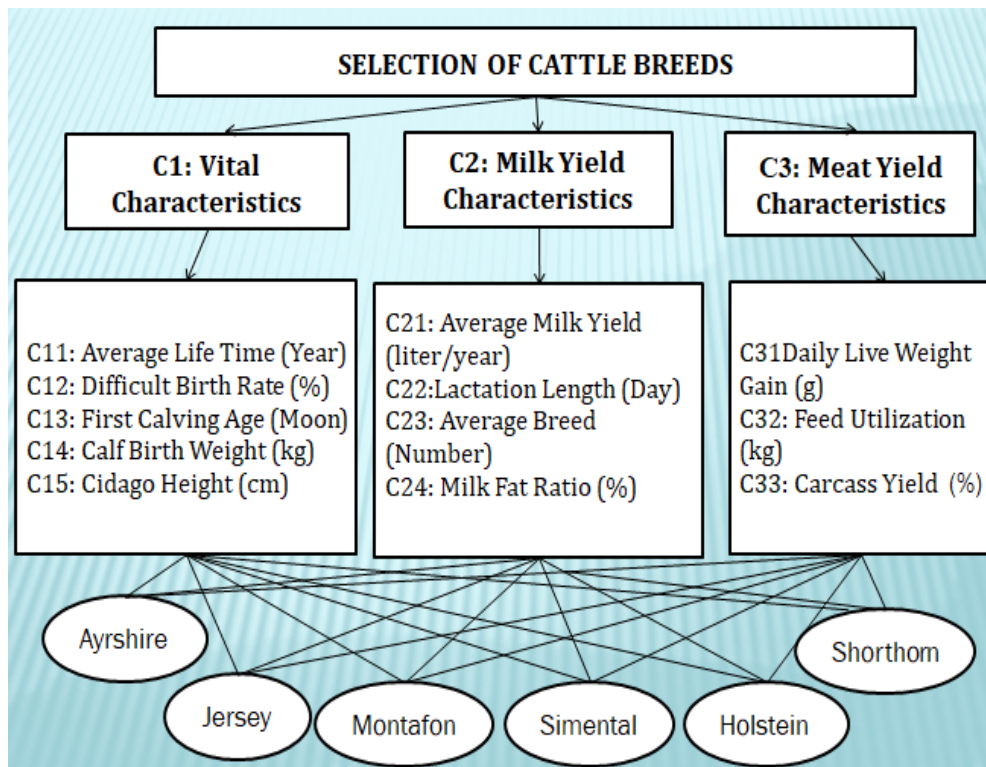 SELECTION OF CATTLE BREEDS
C1: Vital
Characteristics
C2: Milk Yield
Characteristics
C3: Meat Yield
Characteristics
C11: Average Life Time (Year)
C12: Difficult Birth Rate (%)
C13: First Calving Age (Moon)
C14: Calf Birth Weight (kg)
C15: Cidago Height (cm)
C21: Average Milk Yield
(liter/year)
C22:Lactation Length (Day)
C23: Average Breed
(Number)
C24: Milk Fat Ratio (%)
C31Daily Live Weight
Gain (g)
C32: Feed Utilization
(kg)
C33: Carcass Yield (%)
Ayrshire
Jersey
Montafon
Simental
Holstein
Shorthorn